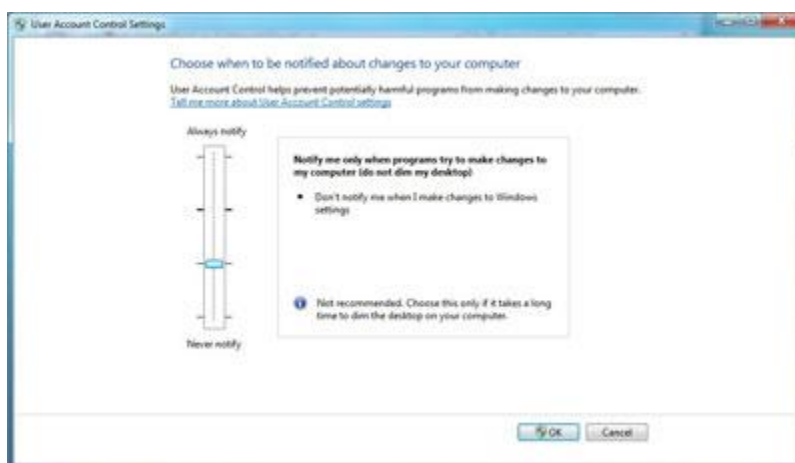 User Account Control Settings
Choose when to be notified about changes to your computer
User Account Control helps prevent potentially harmful programs from making changes to your computer.
Tell me more about User Account Control settings
Always notify
Notify me only when programs try to make changes to
my computer (do not dim my desktop)
• Don't notify me when I make changes to Windows
settings
Not recommended. Choose this only if it takes a long
time to dim the desktop on your computer.
Never notify
OK
Cancel